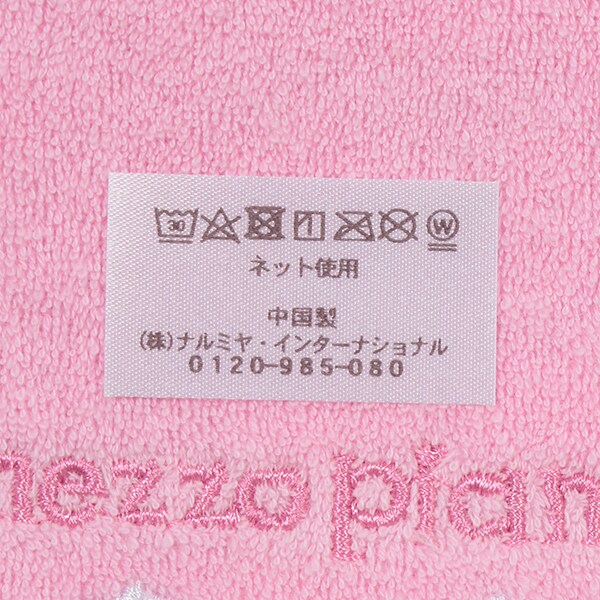 30 W
ネット使用
中国製
(株)ナルミヤ・インターナショナル
0120-985-080
mezzo pian